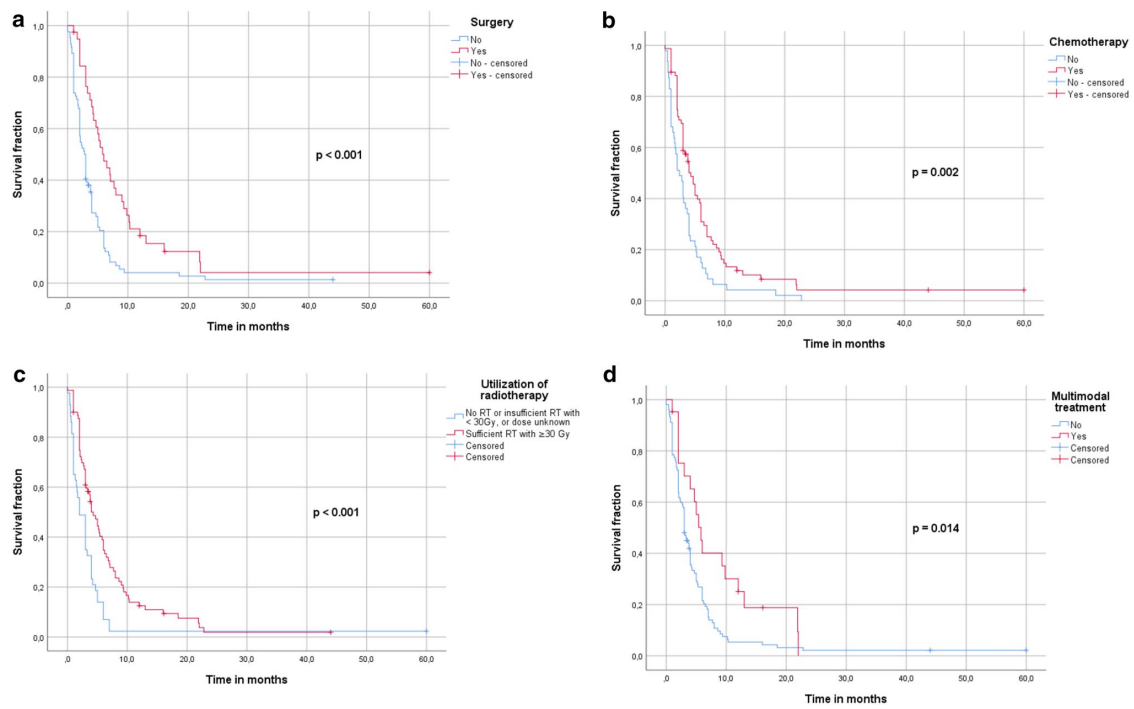 a
Surgery
No
Yes
No - censored
Yes - censored
1,0
0,8
0,6
0,4
0,2
0,0
Survival fraction
p < 0.001
,0 10,0 20,0 30,0 40,0 50,0 60,0
Time in months
b
Chemotherapy
No
Yes
No - censored
Yes - censored
1,0
0,8
0,6
0,4
0,2
0,0
Survival fraction
p = 0.002
,0 10,0 20,0 30,0 40,0 50,0 60,0
Time in months
c
Utilization of
radiotherapy
No RT or insufficient RT with
< 30Gy, or dose unknown
Sufficient RT with ≥30 Gy
Censored
Censored
1,0
0,8
0,6
0,4
0,2
0,0
Survival fraction
p < 0.001
,0 10,0 20,0 30,0 40,0 50,0 60,0
Time in months
d
Multimodal
treatment
No
Yes
Censored
Censored
1,0
0,8
0,6
0,4
0,2
0,0
Survival fraction
p = 0.014
,0 10,0 20,0 30,0 40,0 50,0 60,0
Time in months